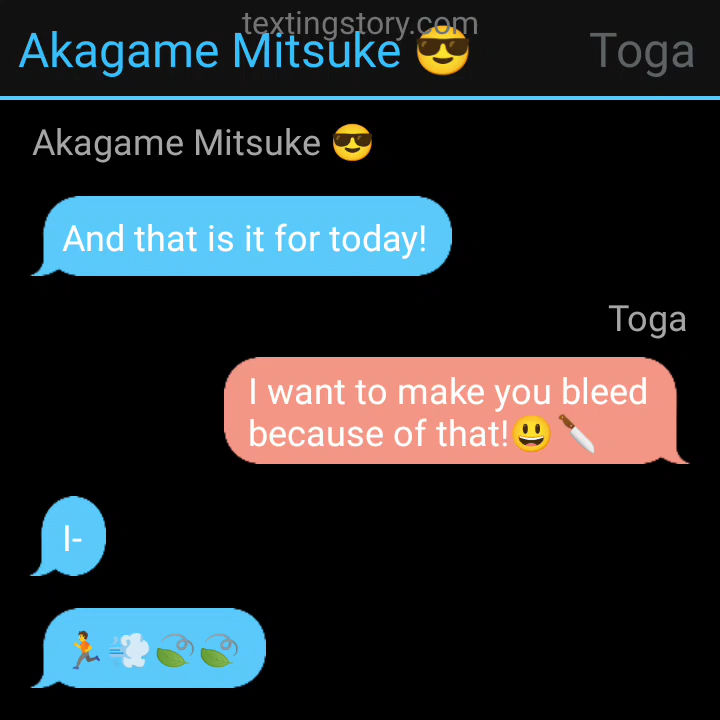 textingstory.com
Akagame Mitsuke 😎 Toga
Akagame Mitsuke 😎
And that is it for today!
Toga
I want to make you bleed
because of that!😃🔪
I-
🏃💨🍃🍃